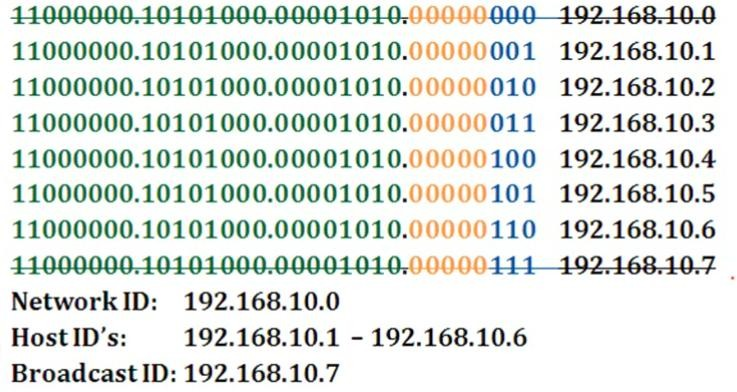 11000000.10101000.00001010.00000000 192.168.10.0
11000000.10101000.00001010.00000001 192.168.10.1
11000000.10101000.00001010.00000010 192.168.10.2
11000000.10101000.00001010.00000011 192.168.10.3
11000000.10101000.00001010.00000100 192.168.10.4
11000000.10101000.00001010.00000101 192.168.10.5
11000000.10101000.00001010.00000110 192.168.10.6
11000000.10101000.00001010.00000111 192.168.10.7
Network ID: 192.168.10.0
Host ID's: 192.168.10.1 – 192.168.10.6
Broadcast ID: 192.168.10.7